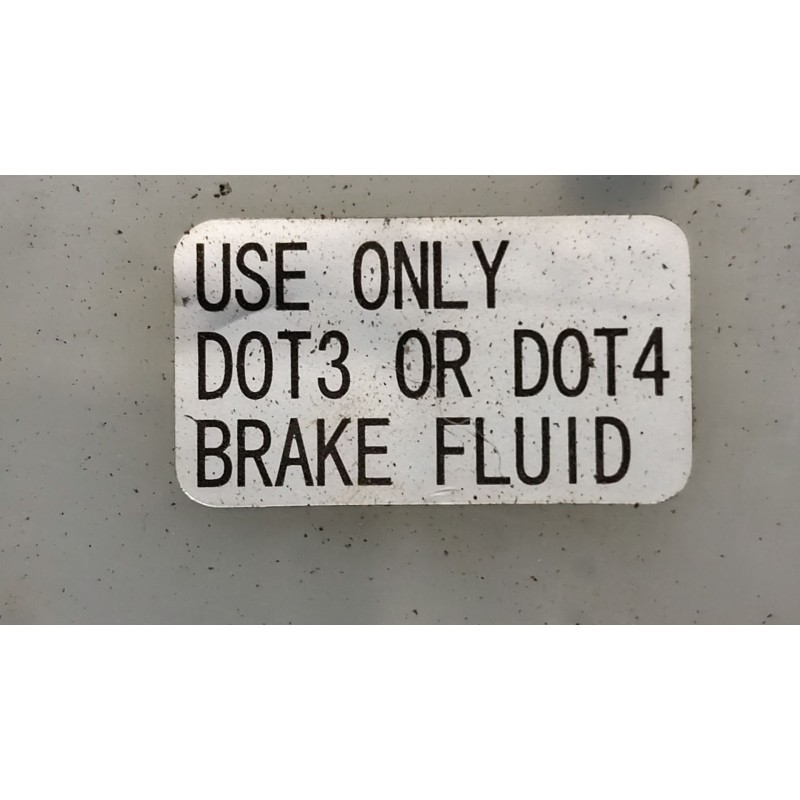 USE ONLY
DOT3 OR DOT4
BRAKE FLUID